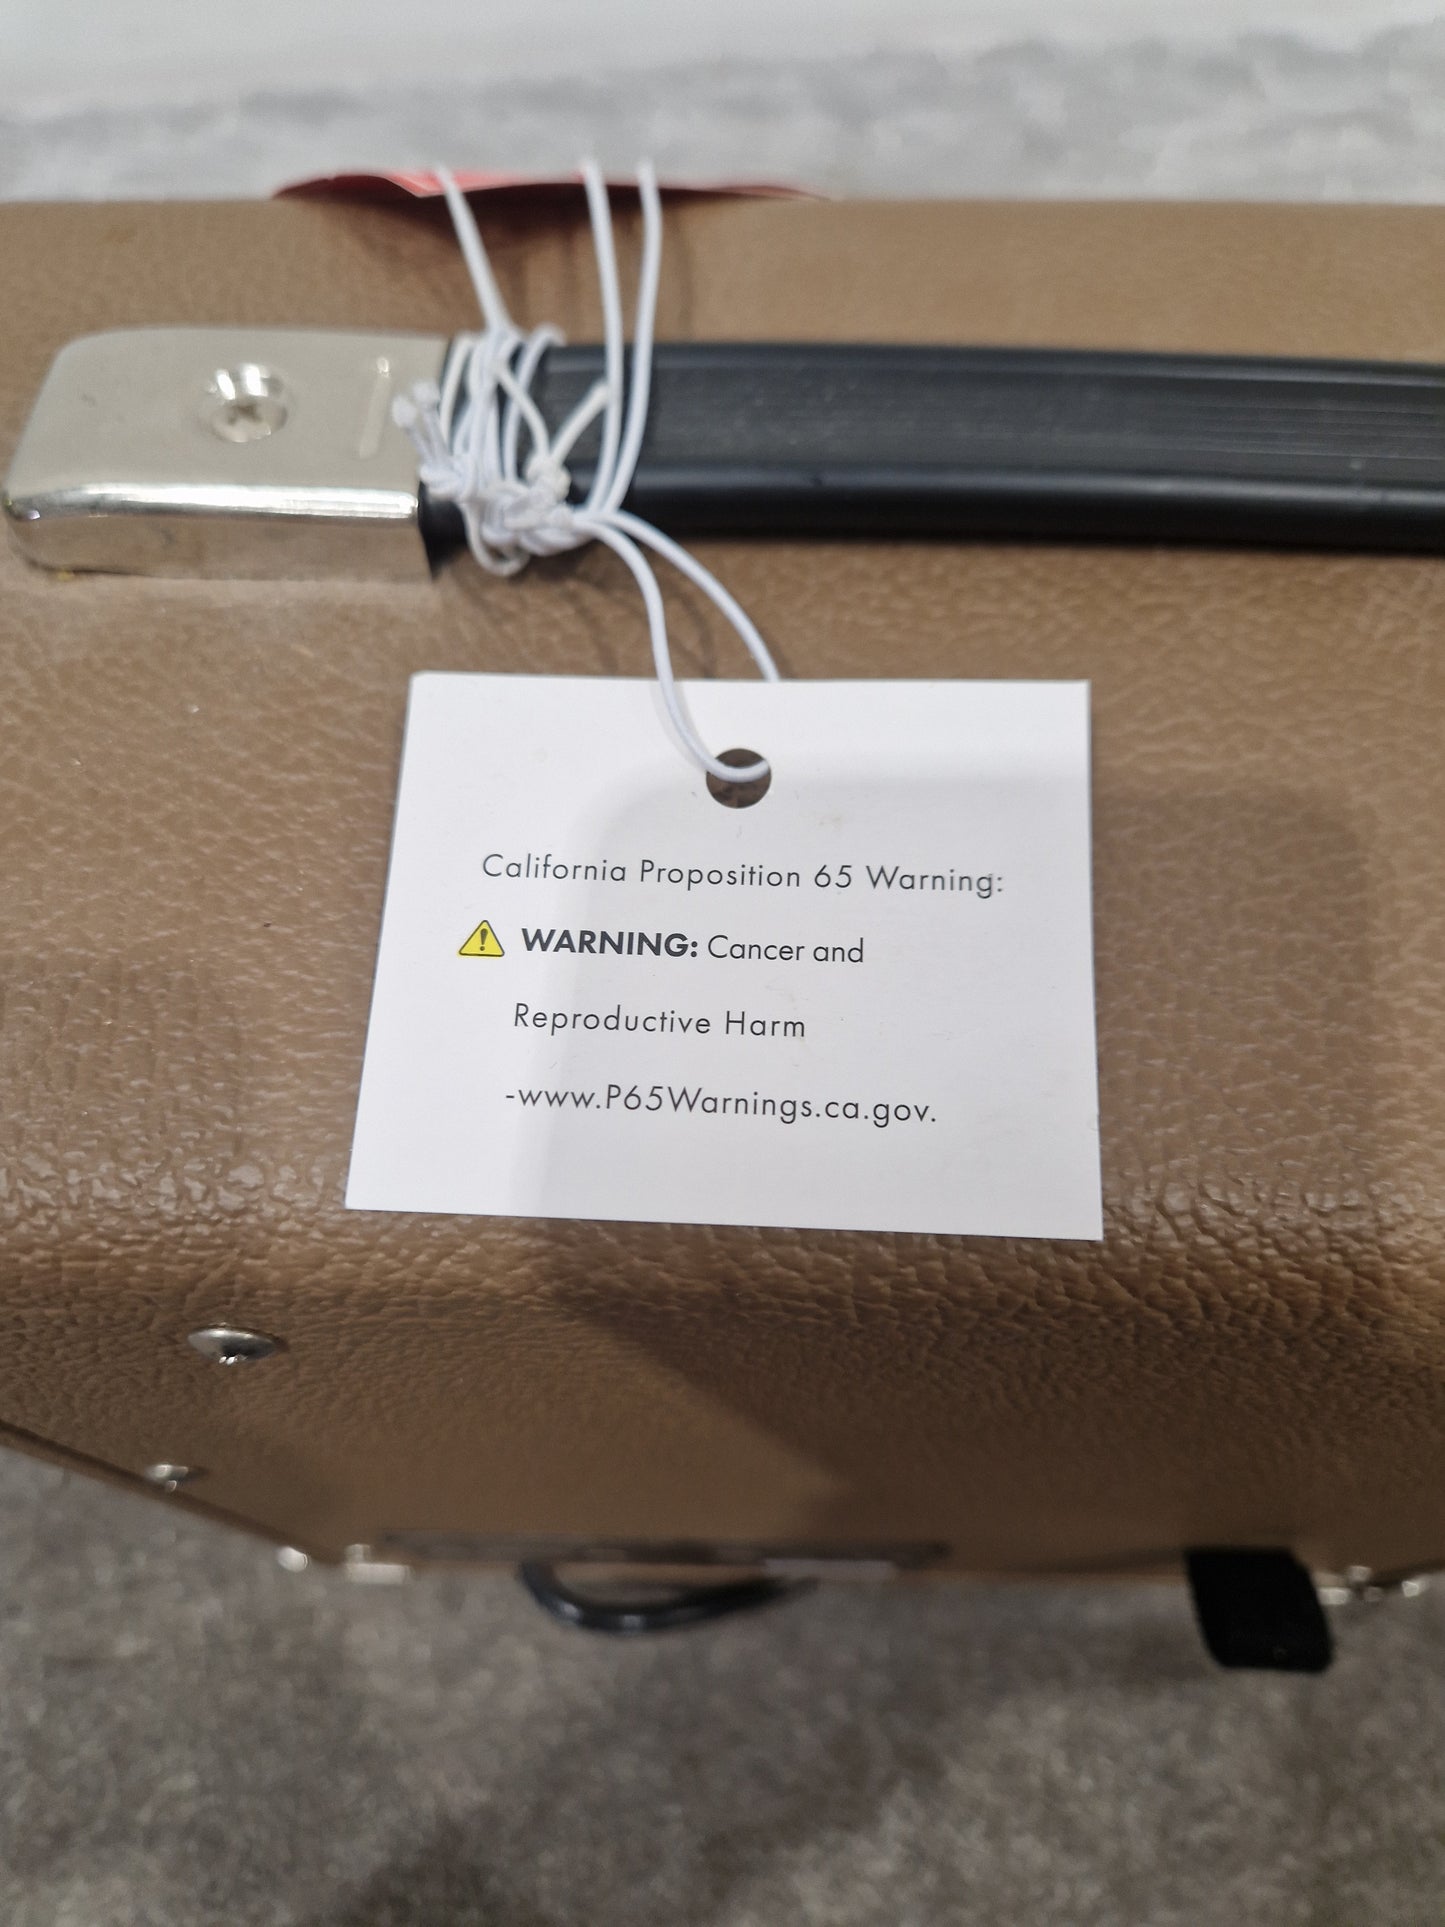 California Proposition 65 Warning:
WARNING: Cancer and
Reproductive Harm
-www.P65Warnings.ca.gov.